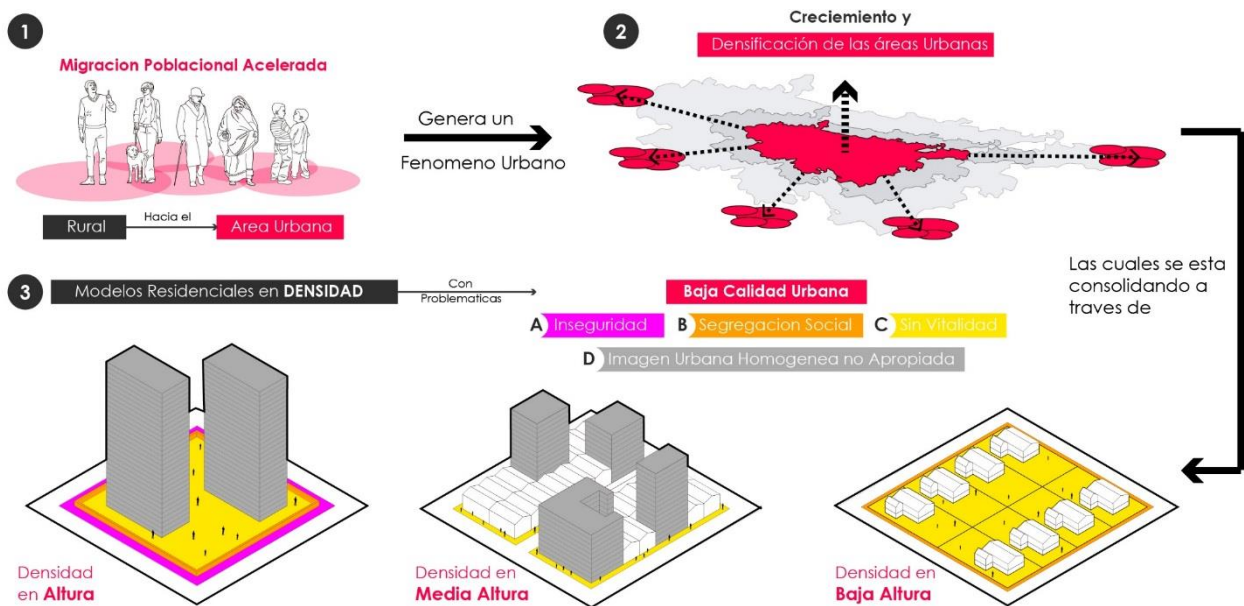 1
Migracion Poblacional Acelerada
Rural
Hacia el
Area Urbana
Genera un
Fenomeno Urbano
2
Creciemiento y
Densificación de las áreas Urbanas
Las cuales se esta
consolidando a
traves de
3
Modelos Residenciales en DENSIDAD
Con
Problematicas
Baja Calidad Urbana
A Inseguridad
B Segregacion Social
C Sin Vitalidad
D Imagen Urbana Homogenea no Apropiada
Densidad
en Altura
Densidad en
Media Altura
Densidad en
Baja Altura